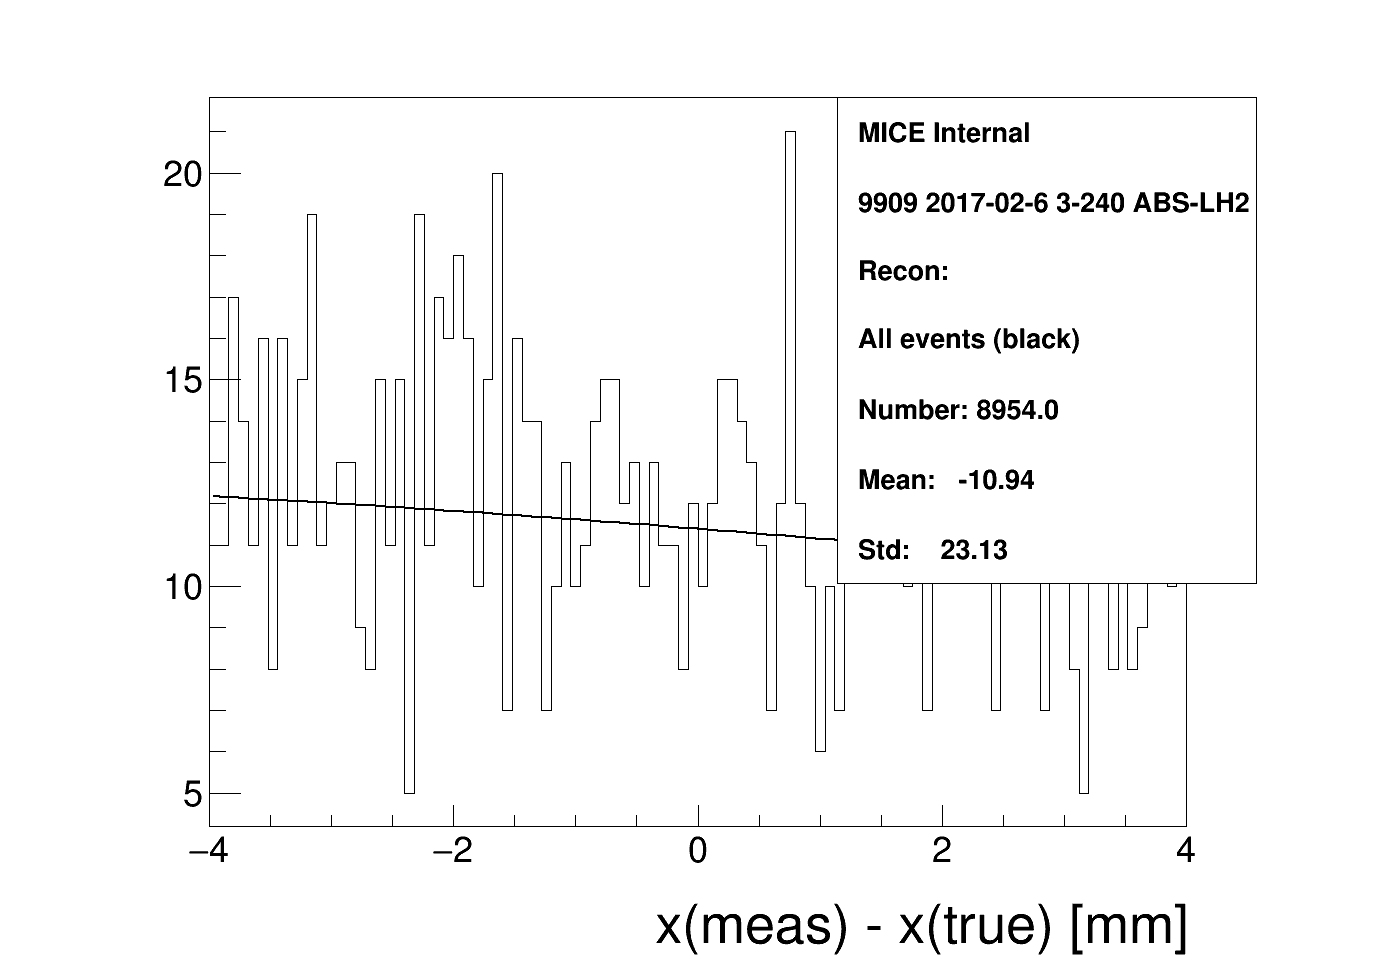 MICE Internal
9909 2017-02-6 3-240 ABS-LH2
Recon:
All events (black)
Number: 8954.0
Mean: -10.94
Std: 23.13
20
15
10
5
−4 −2 0 2 4
x(meas) - x(true) [mm]